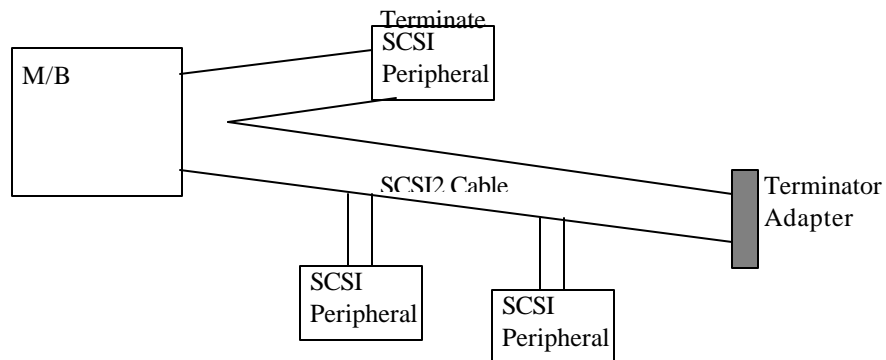 Terminate
SCSI
Peripheral
M/B
SCSI2 Cable
Terminator
Adapter
SCSI
Peripheral
SCSI
Peripheral